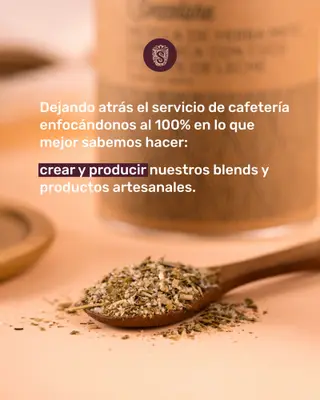 Dejando atrás el servicio de cafetería
enfocándonos al 100% en lo que
mejor sabemos hacer:
crear y producir nuestros blends y
productos artesanales.